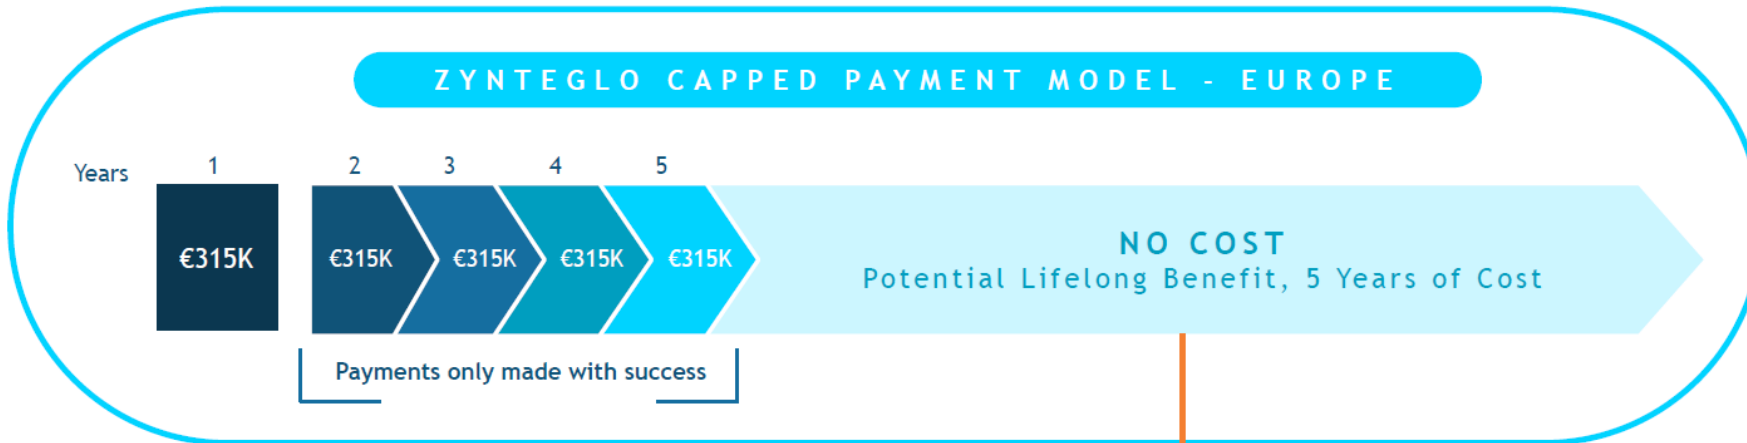 ZYNTEGLO CAPPED PAYMENT MODEL - EUROPE
Years 1 2 3 4 5
€315K €315K €315K €315K €315K
NO COST
Potential Lifelong Benefit, 5 Years of Cost
Payments only made with success